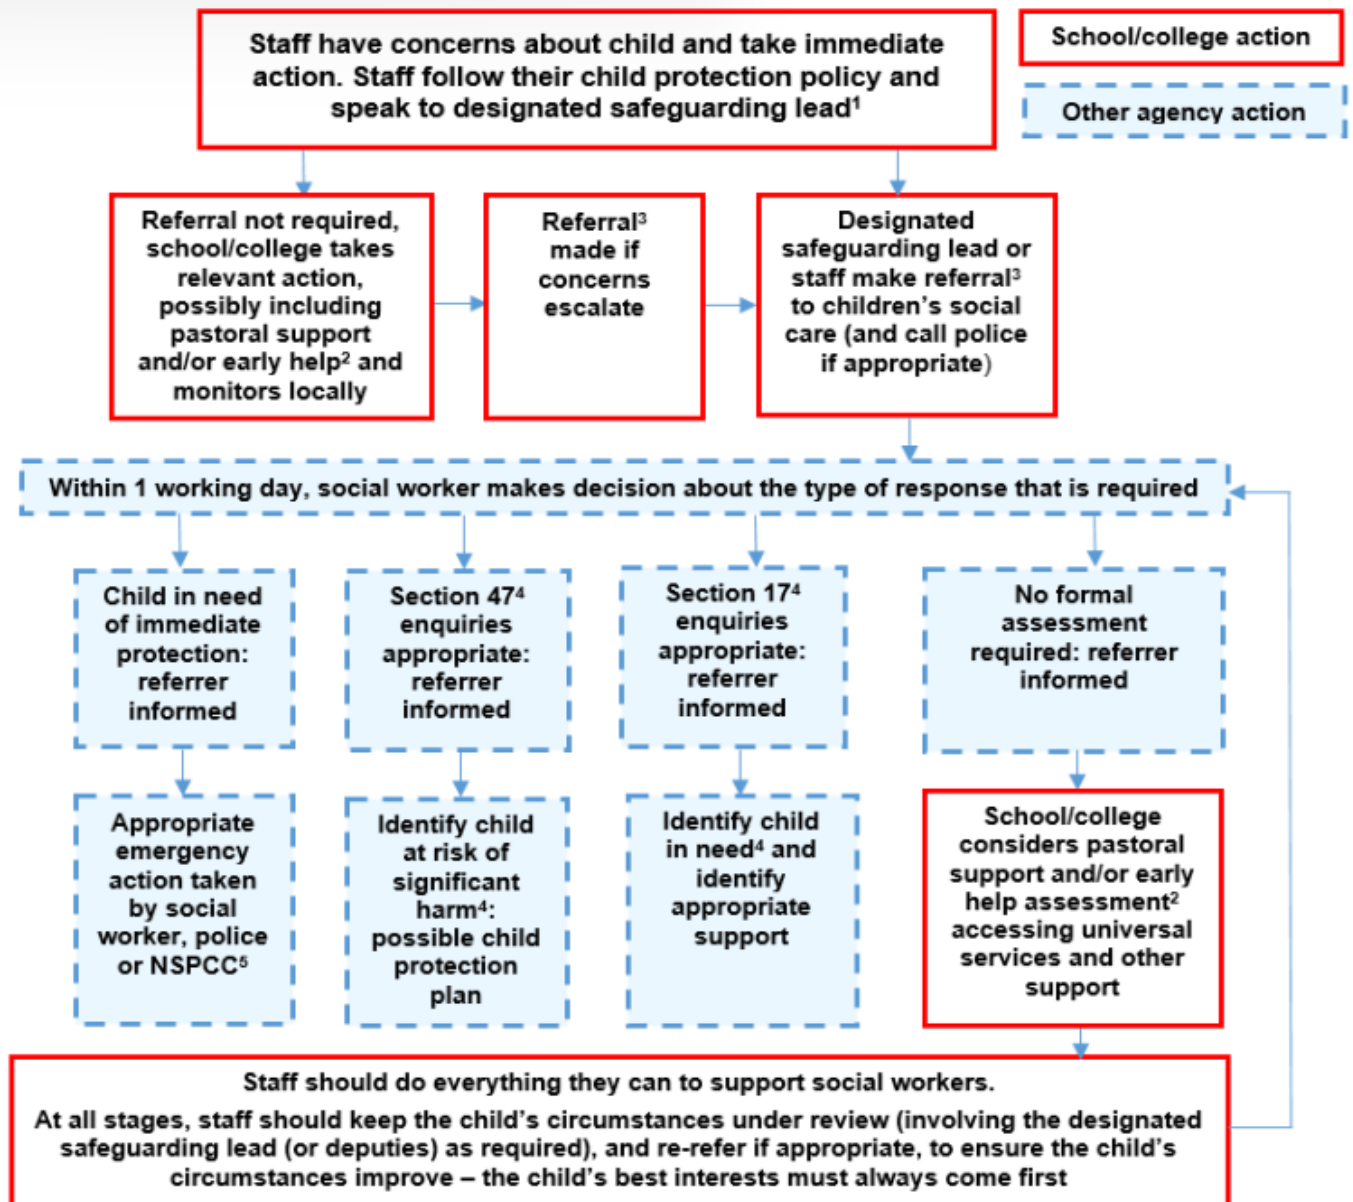 Staff have concerns about child and take immediate
action. Staff follow their child protection policy and
speak to designated safeguarding lead¹
School/college action
Other agency action
Referral not required,
school/college takes
relevant action,
possibly including
pastoral support
and/or early help² and
monitors locally
Referral³
made if
concerns
escalate
Designated
safeguarding lead or
staff make referral³
to children’s social
care (and call police
if appropriate)
Within 1 working day, social worker makes decision about the type of response that is required
Child in need
of immediate
protection:
referrer
informed
Section 47⁴
enquiries
appropriate:
referrer
informed
Section 17⁴
enquiries
appropriate:
referrer
informed
No formal
assessment
required: referrer
informed
Appropriate
emergency
action taken
by social
worker, police
or NSPCC⁵
Identify child
at risk of
significant
harm⁴:
possible child
protection
plan
Identify child
in need⁴ and
identify
appropriate
support
School/college
considers pastoral
support and/or early
help assessment²
accessing universal
services and other
support
Staff should do everything they can to support social workers.
At all stages, staff should keep the child’s circumstances under review (involving the designated
safeguarding lead (or deputies) as required), and re-refer if appropriate, to ensure the child’s
circumstances improve – the child’s best interests must always come first